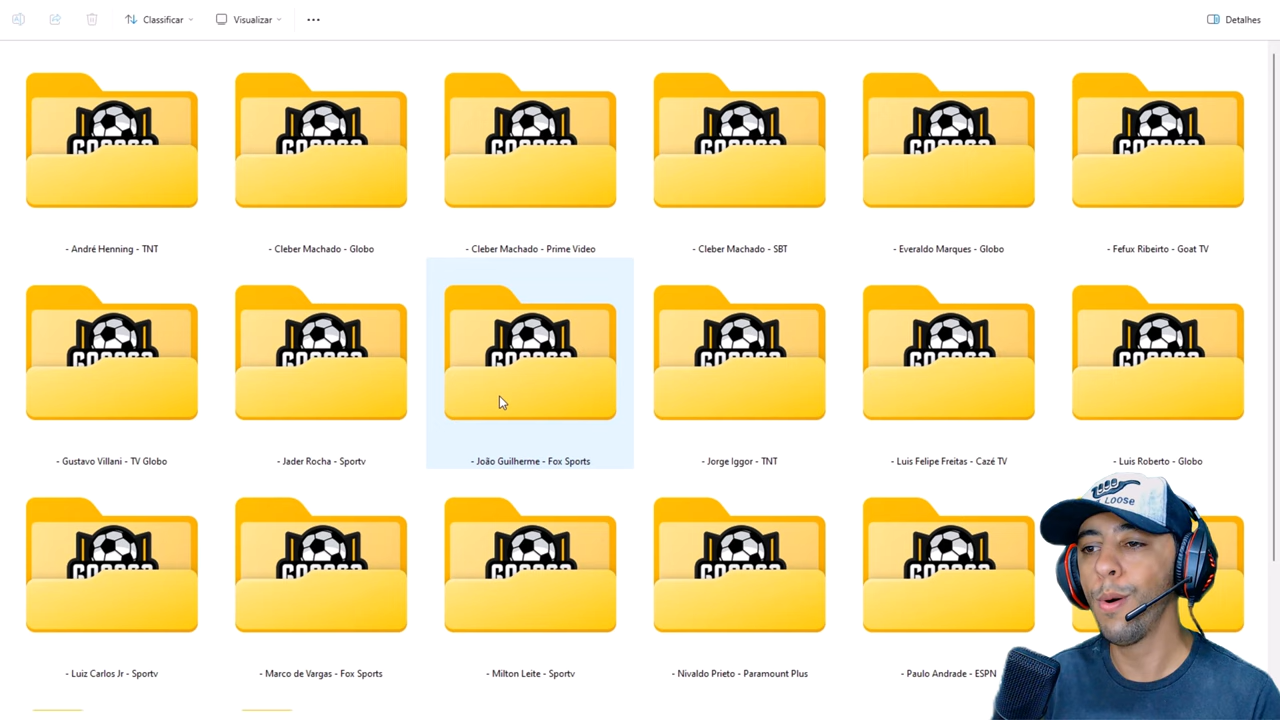 Classificar
Visualizar
...
Detalhes
- André Henning - TNT
- Cleber Machado - Globo
- Cleber Machado - Prime Video
- Cleber Machado - SBT
- Everaldo Marques - Globo
- Fefux Ribeirto - Goat TV
- Gustavo Villani - TV Globo
- Jader Rocha - Sportv
- João Guilherme - Fox Sports
- Jorge Iggor - TNT
- Luis Felipe Freitas - Cazé TV
- Luis Roberto - Globo
- Luiz Carlos Jr - Sportv
- Marco de Vargas - Fox Sports
- Milton Leite - Sportv
- Nivaldo Prieto - Paramount Plus
- Paulo Andrade - ESPN
Loose